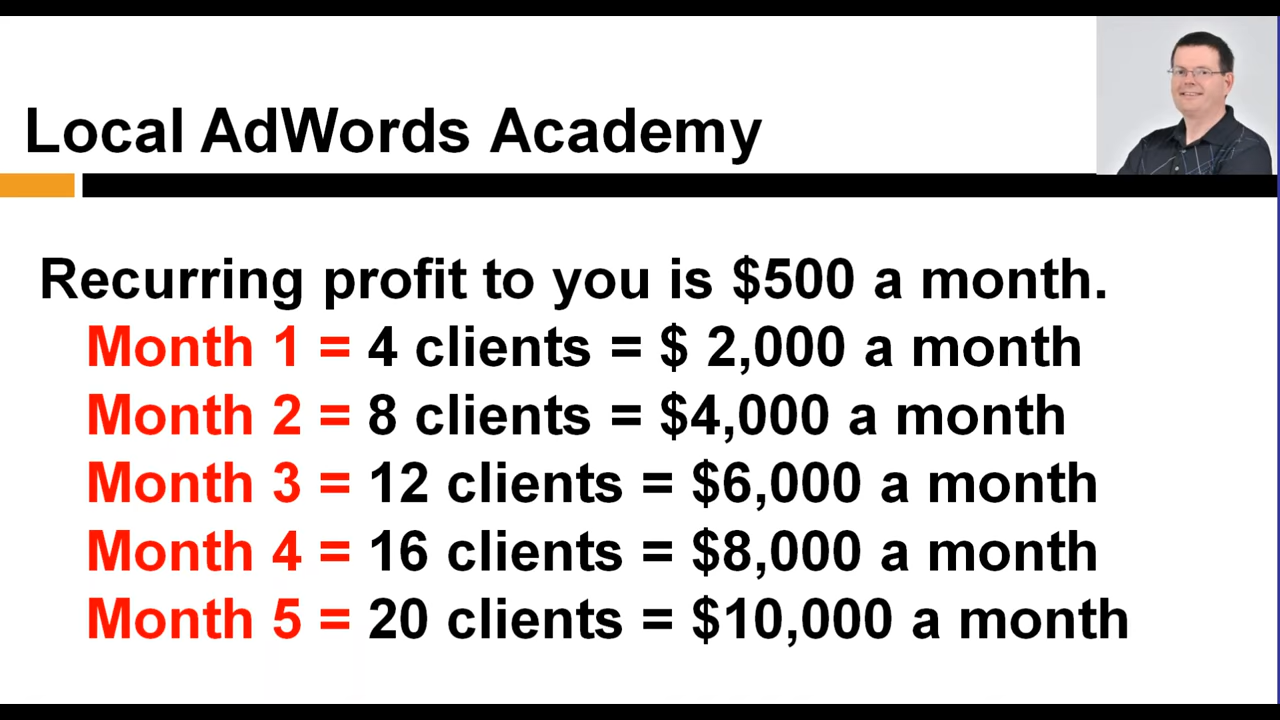 Local AdWords Academy
Recurring profit to you is $500 a month.
Month 1 = 4 clients = $ 2,000 a month
Month 2 = 8 clients = $4,000 a month
Month 3 = 12 clients = $6,000 a month
Month 4 = 16 clients = $8,000 a month
Month 5 = 20 clients = $10,000 a month